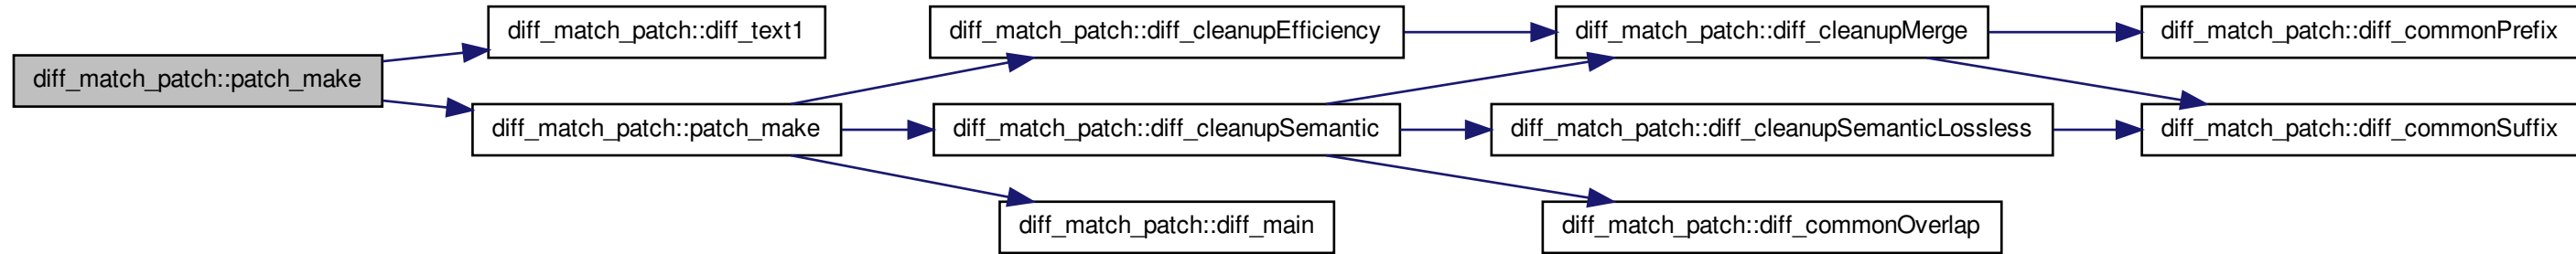 diff_match_patch::patch_make
diff_match_patch::diff_text1
diff_match_patch::patch_make
diff_match_patch::diff_cleanupEfficiency
diff_match_patch::diff_cleanupSemantic
diff_match_patch::diff_main
diff_match_patch::diff_cleanupMerge
diff_match_patch::diff_cleanupSemanticLossless
diff_match_patch::diff_commonOverlap
diff_match_patch::diff_commonPrefix
diff_match_patch::diff_commonSuffix